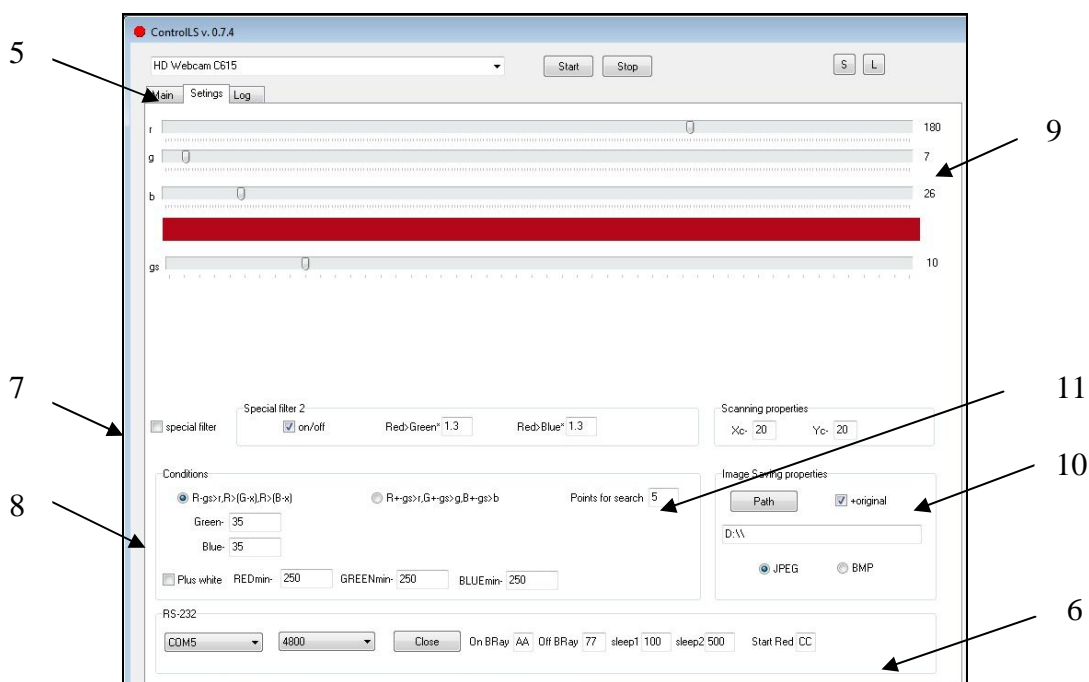 ControlLS v. 0.7.4
5
HD Webcam C615 Start Stop S L
Main Setings Log
r 180
9
g 7
b 26
gs 10
7
11
Special filter 2
Scanning properties
special filter on/off Red>Green* 1.3 Red>Blue* 1.3 Xc- 20 Yc- 20
Conditions
Image Saving properties
10
8
R-gs>r,R>(G-x),R>(B-x) R+-gs>r,G+-gs>g,B+-gs>b Points for search 5 Path +original
Green- 35
D:\\
Blue- 35
JPEG BMP
Plus white REDmin- 250 GREENmin- 250 BLUEmin- 250
RS-232
6
COM5 4800 Close On BRay AA Off BRay 77 sleep1 100 sleep2 500 Start Red CC